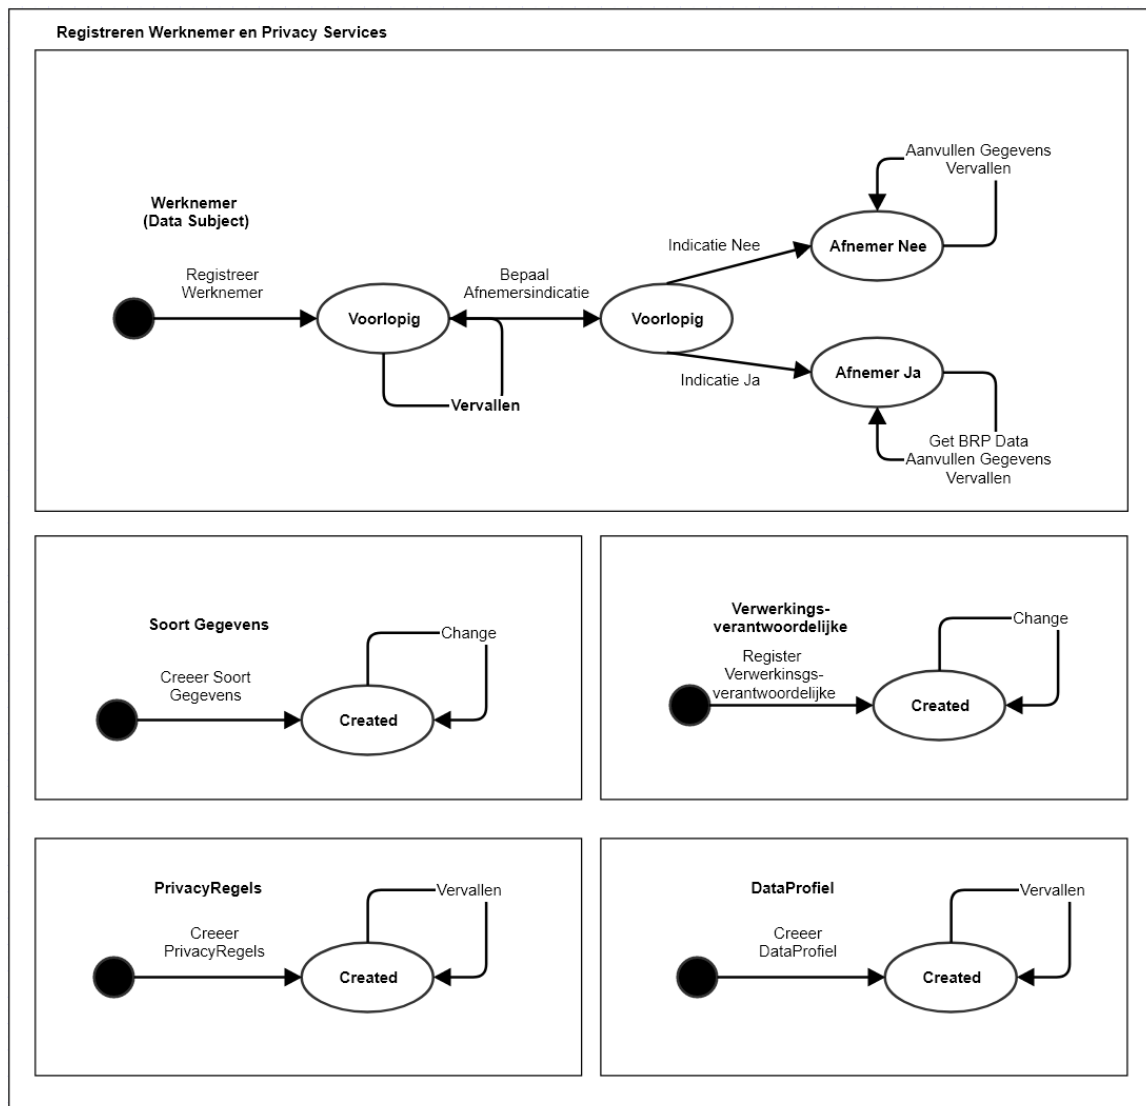 Registreren Werknemer en Privacy Services
Werknemer
(Data Subject)
Registreer
Werknemer
Voorlopig
Vervallen
Bepaal
Afnemersindicatie
Voorlopig
Indicatie Nee
Indicatie Ja
Aanvullen Gegevens
Vervallen
Afnemer Nee
Afnemer Ja
Get BRP Data
Aanvullen Gegevens
Vervallen
Soort Gegevens
Creeer Soort
Gegevens
Created
Change
Verwerkings-
verantwoordelijke
Register
Verwerkinsgs-
verantwoordelijke
Created
Change
PrivacyRegels
Creeer
PrivacyRegels
Created
Vervallen
DataProfiel
Creeer
DataProfiel
Created
Vervallen